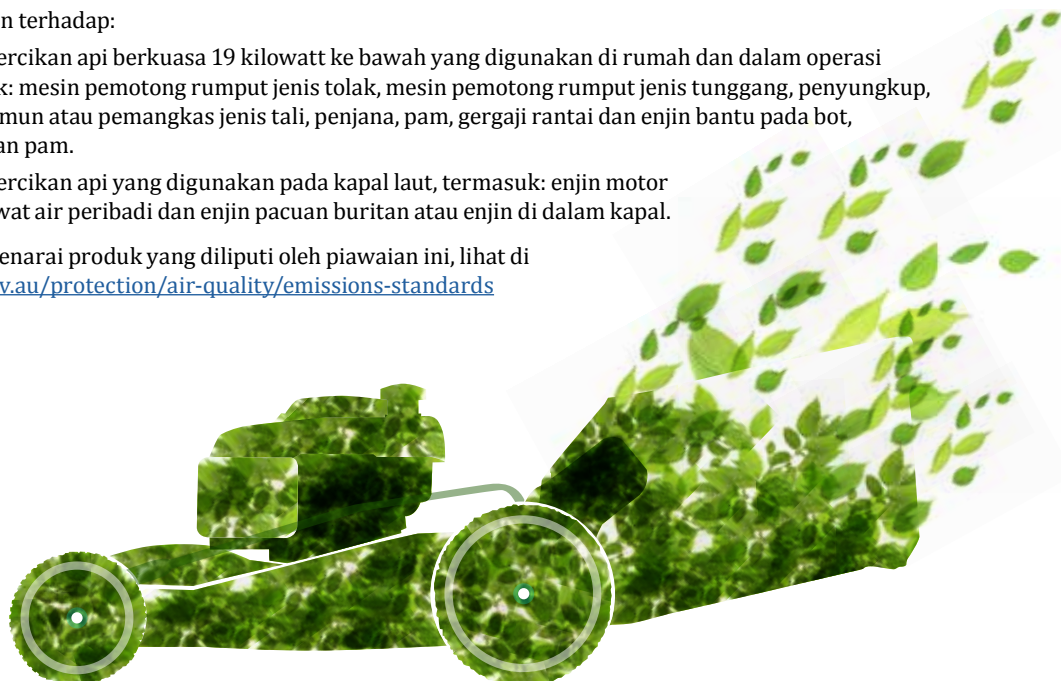 n terhadap:
ercikan api berkuasa 19 kilowatt ke bawah yang digunakan di rumah dan dalam operasi
k: mesin pemotong rumput jenis tolak, mesin pemotong rumput jenis tunggang, penyungkup,
mun atau pemangkas jenis tali, penjana, pam, gergaji rantai dan enjin bantu pada bot,
an pam.
ercikan api yang digunakan pada kapal laut, termasuk: enjin motor
wat air peribadi dan enjin pacuan buritan atau enjin di dalam kapal.
enarai produk yang diliputi oleh piawaian ini, lihat di
v.au/protection/air-quality/emissions-standards